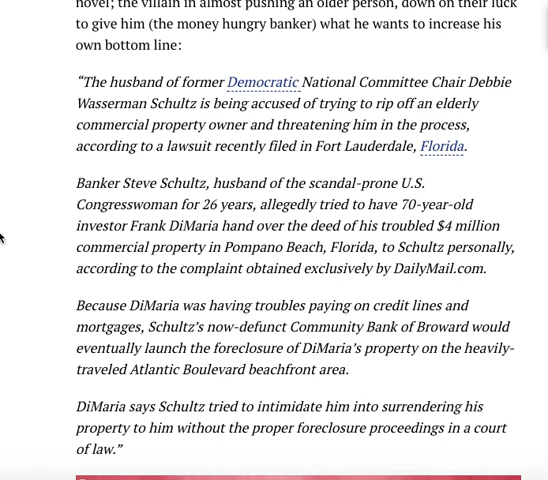 novel; the villain in almost pushing an older person, down on their luck
to give him (the money hungry banker) what he wants to increase his
own bottom line:
“The husband of former Democratic National Committee Chair Debbie
Wasserman Schultz is being accused of trying to rip off an elderly
commercial property owner and threatening him in the process,
according to a lawsuit recently filed in Fort Lauderdale, Florida.
Banker Steve Schultz, husband of the scandal-prone U.S.
Congresswoman for 26 years, allegedly tried to have 70-year-old
investor Frank DiMaria hand over the deed of his troubled $4 million
commercial property in Pompano Beach, Florida, to Schultz personally,
according to the complaint obtained exclusively by DailyMail.com.
Because DiMaria was having troubles paying on credit lines and
mortgages, Schultz’s now-defunct Community Bank of Broward would
eventually launch the foreclosure of DiMaria’s property on the heavily-
traveled Atlantic Boulevard beachfront area.
DiMaria says Schultz tried to intimidate him into surrendering his
property to him without the proper foreclosure proceedings in a court
of law.”